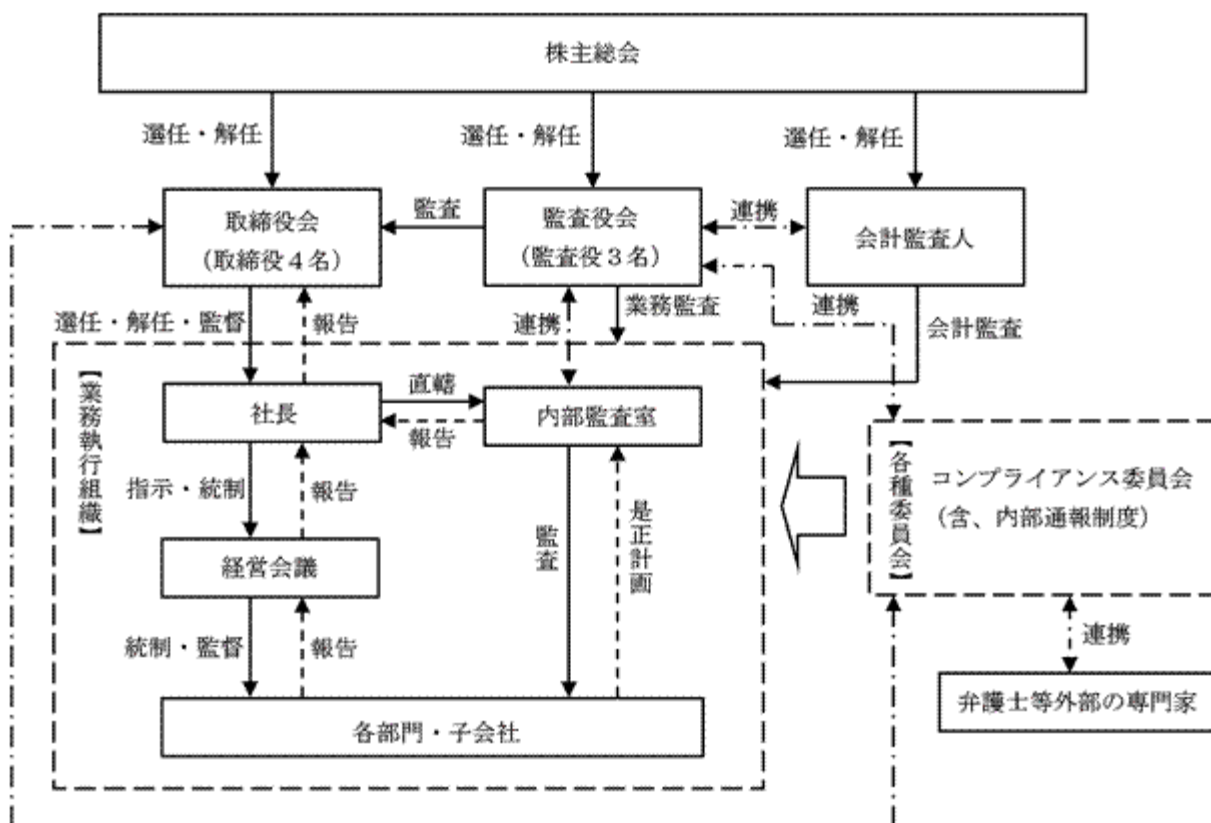 株主総会
選任・解任
選任・解任
選任・解任
取締役会
（取締役４名）
監査
監査役会
（監査役３名）
連携
会計監査人
選任・解任・監督
報告
連携
業務監査
連携
会計監査
【業務執行組織】
社長
直轄
報告
内部監査室
指示・統制
報告
監査
是正計画
【各種委員会】
コンプライアンス委員会
（含、内部通報制度）
経営会議
統制・監督
報告
連携
各部門・子会社
弁護士等外部の専門家